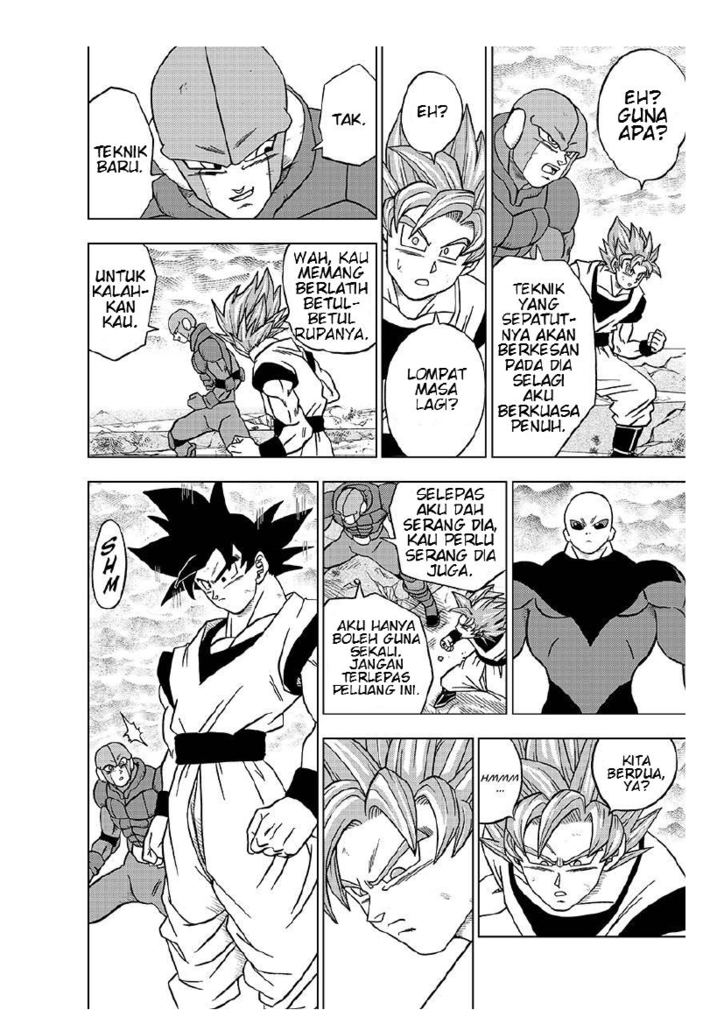 EH?
GUNA
APA?
TEKNIK
YANG
SEPATUT-
NYA AKAN
BERKESAN
PADA DIA
SELAGI
AKU
BERKUASA
PENUH.
EH?
LOMPAT
MASA
LAGI?
TAK.
TEKNIK
BARU.
WAH, KAU
MEMANG
BERLATIH
BETUL-
BETUL
RUPANYA.
UNTUK
KALAH-
KAN
KAU.
SELEPAS
AKU DAH
SERANG DIA,
KAU PERLU
SERANG DIA
JUGA.
AKU HANYA
BOLEH GUNA
SEKALI.
JANGAN
TERLEPAS
PELUANG INI.
KITA
BERDUA,
YA?
HMMM
...
SHM